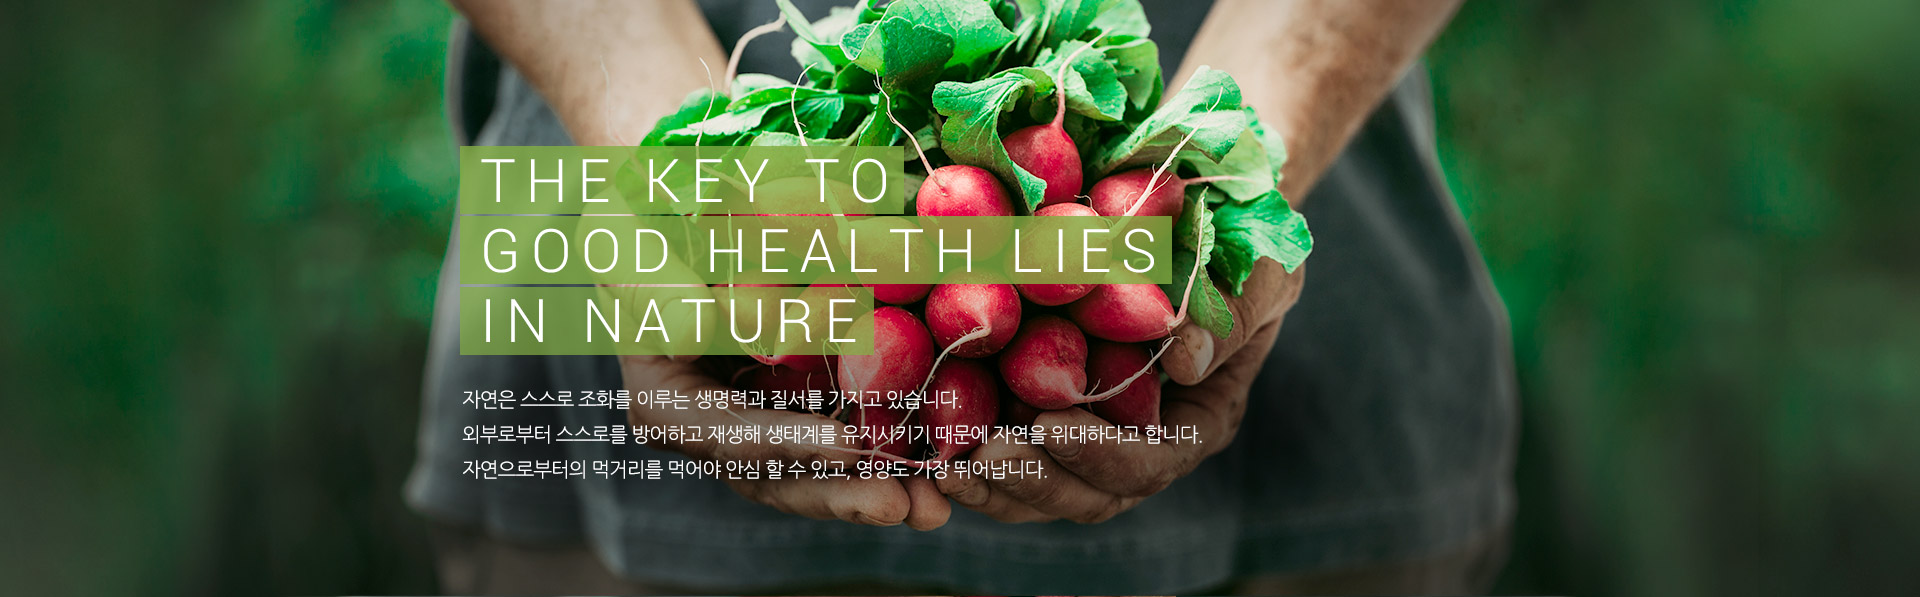 THE KEY TO
GOOD HEALTH LIES
IN NATURE
자연은 스스로 조화를 이루는 생명력과 질서를 가지고 있습니다.
외부로부터 스스로를 방어하고 재생해 생태계를 유지시키기 때문에 자연을 위대하다고 합니다.
자연으로부터의 먹거리를 먹어야 안심 할 수 있고, 영양도 가장 뛰어납니다.